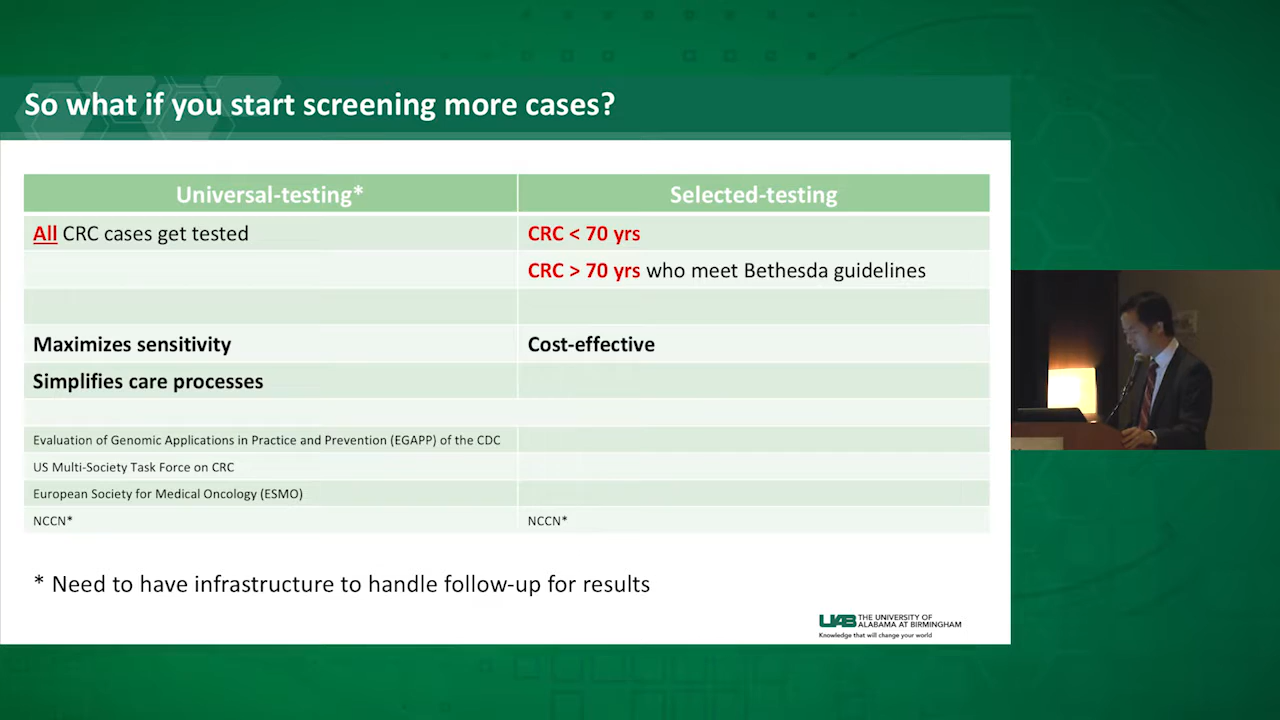 So what if you start screening more cases?
Universal-testing*
Selected-testing
All CRC cases get tested
CRC < 70 yrs
CRC > 70 yrs who meet Bethesda guidelines
Maximizes sensitivity
Cost-effective
Simplifies care processes
Evaluation of Genomic Applications in Practice and Prevention (EGAPP) of the CDC
US Multi-Society Task Force on CRC
European Society for Medical Oncology (ESMO)
NCCN*
NCCN*
* Need to have infrastructure to handle follow-up for results
UAB THE UNIVERSITY OF
ALABAMA AT BIRMINGHAM
Knowledge that will change your world